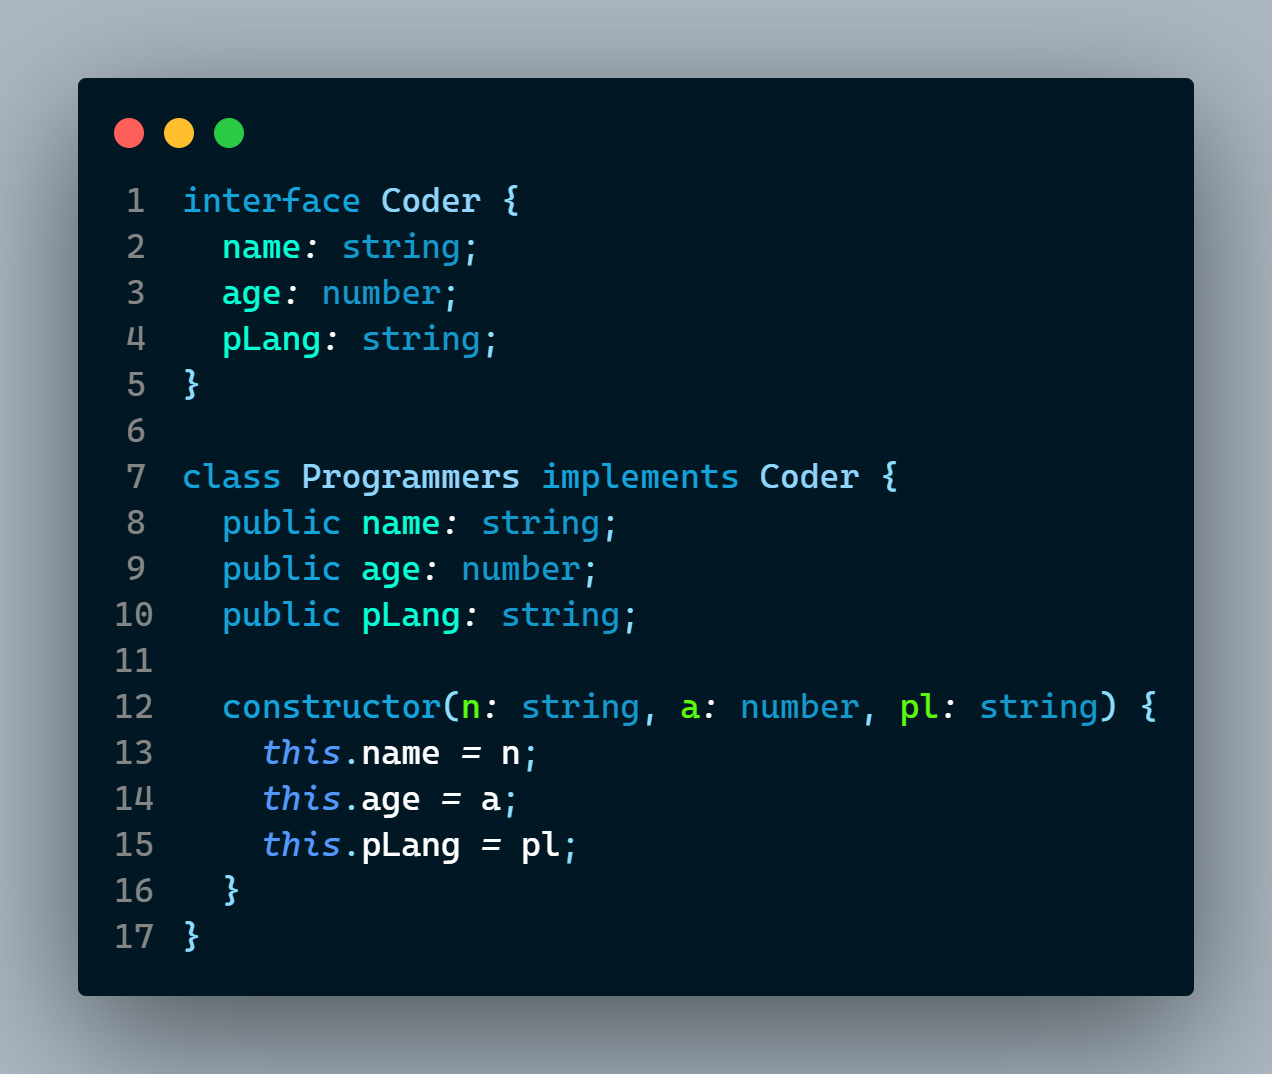 1 interface Coder {
2   name: string;
3   age: number;
4   pLang: string;
5 }
6
7 class Programmers implements Coder {
8   public name: string;
9   public age: number;
10   public pLang: string;
11
12   constructor(n: string, a: number, pl: string) {
13     this.name = n;
14     this.age = a;
15     this.pLang = pl;
16   }
17 }